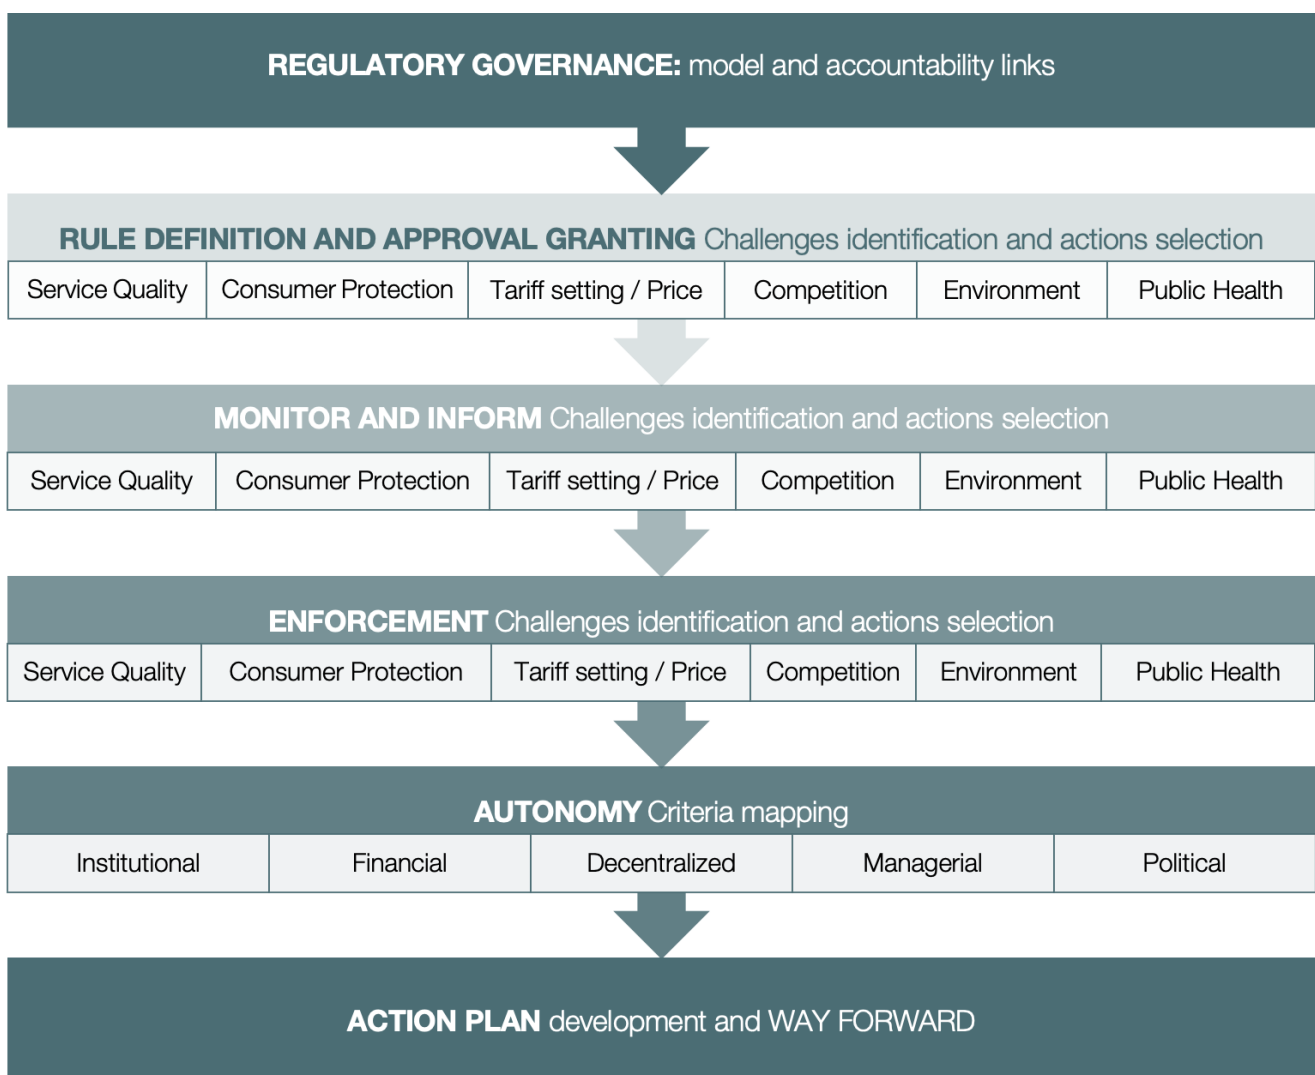 REGULATORY GOVERNANCE: model and accountability links
RULE DEFINITION AND APPROVAL GRANTING Challenges identification and actions selection
Service Quality
Consumer Protection
Tariff setting / Price
Competition
Environment
Public Health
MONITOR AND INFORM Challenges identification and actions selection
Service Quality
Consumer Protection
Tariff setting / Price
Competition
Environment
Public Health
ENFORCEMENT Challenges identification and actions selection
Service Quality
Consumer Protection
Tariff setting / Price
Competition
Environment
Public Health
AUTONOMY Criteria mapping
Institutional
Financial
Decentralized
Managerial
Political
ACTION PLAN development and WAY FORWARD